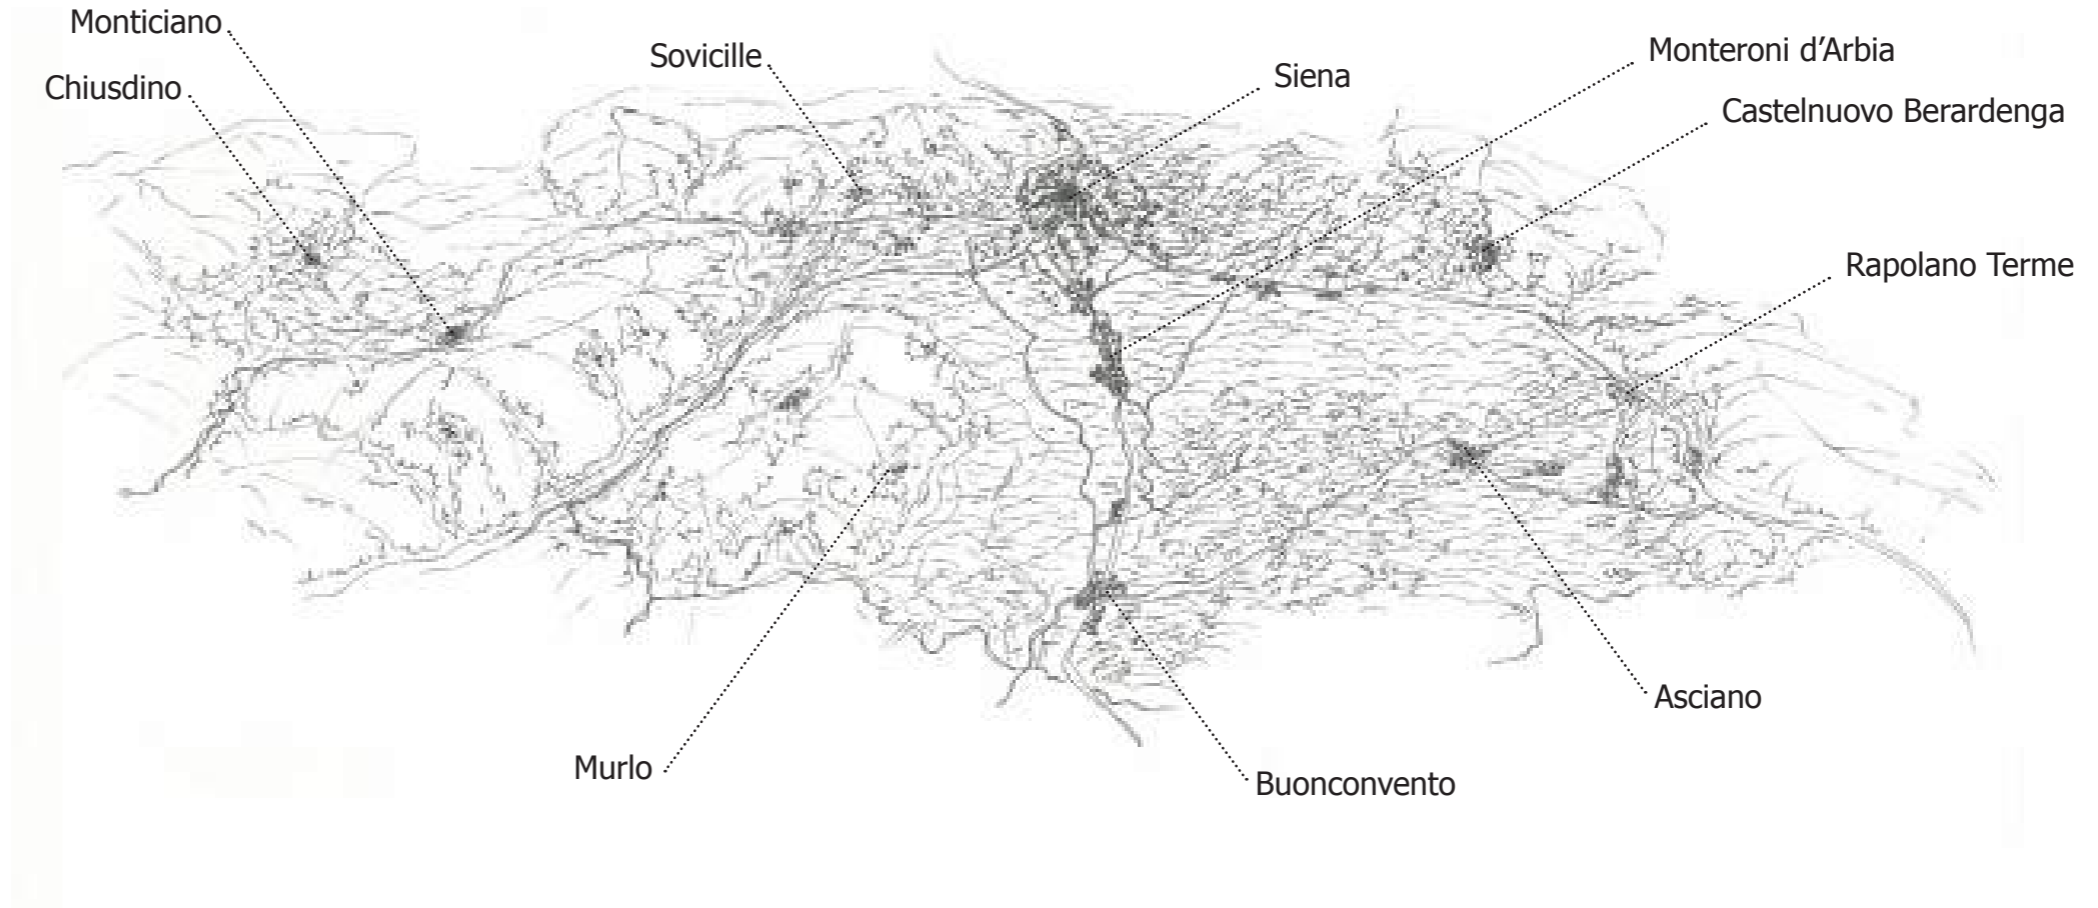 Monticiano
Chiusdino
Sovicille
Siena
Monteroni d’Arbia
Castelnuovo Berardenga
Rapolano Terme
Asciano
Murlo
Buonconvento